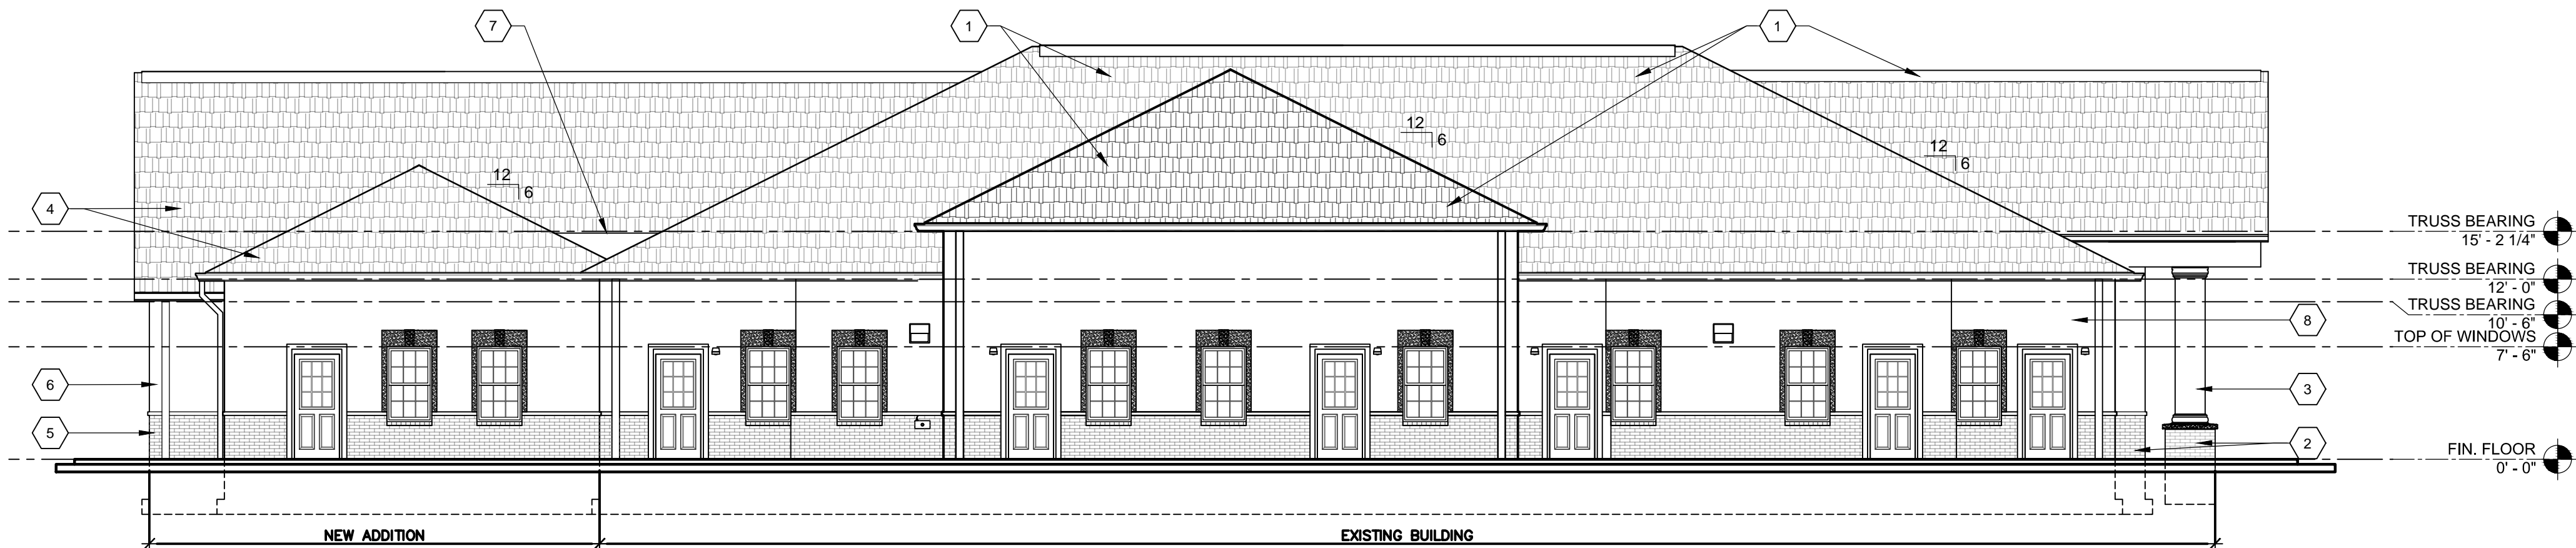 7
1
1
12
6
12
6
12
6
4
TRUSS BEARING
15' - 2 1/4"
TRUSS BEARING
12' - 0"
TRUSS BEARING
10' - 6"
8
TOP OF WINDOWS
7' - 6"
6
3
5
2
FIN. FLOOR
0' - 0"
NEW ADDITION
EXISTING BUILDING